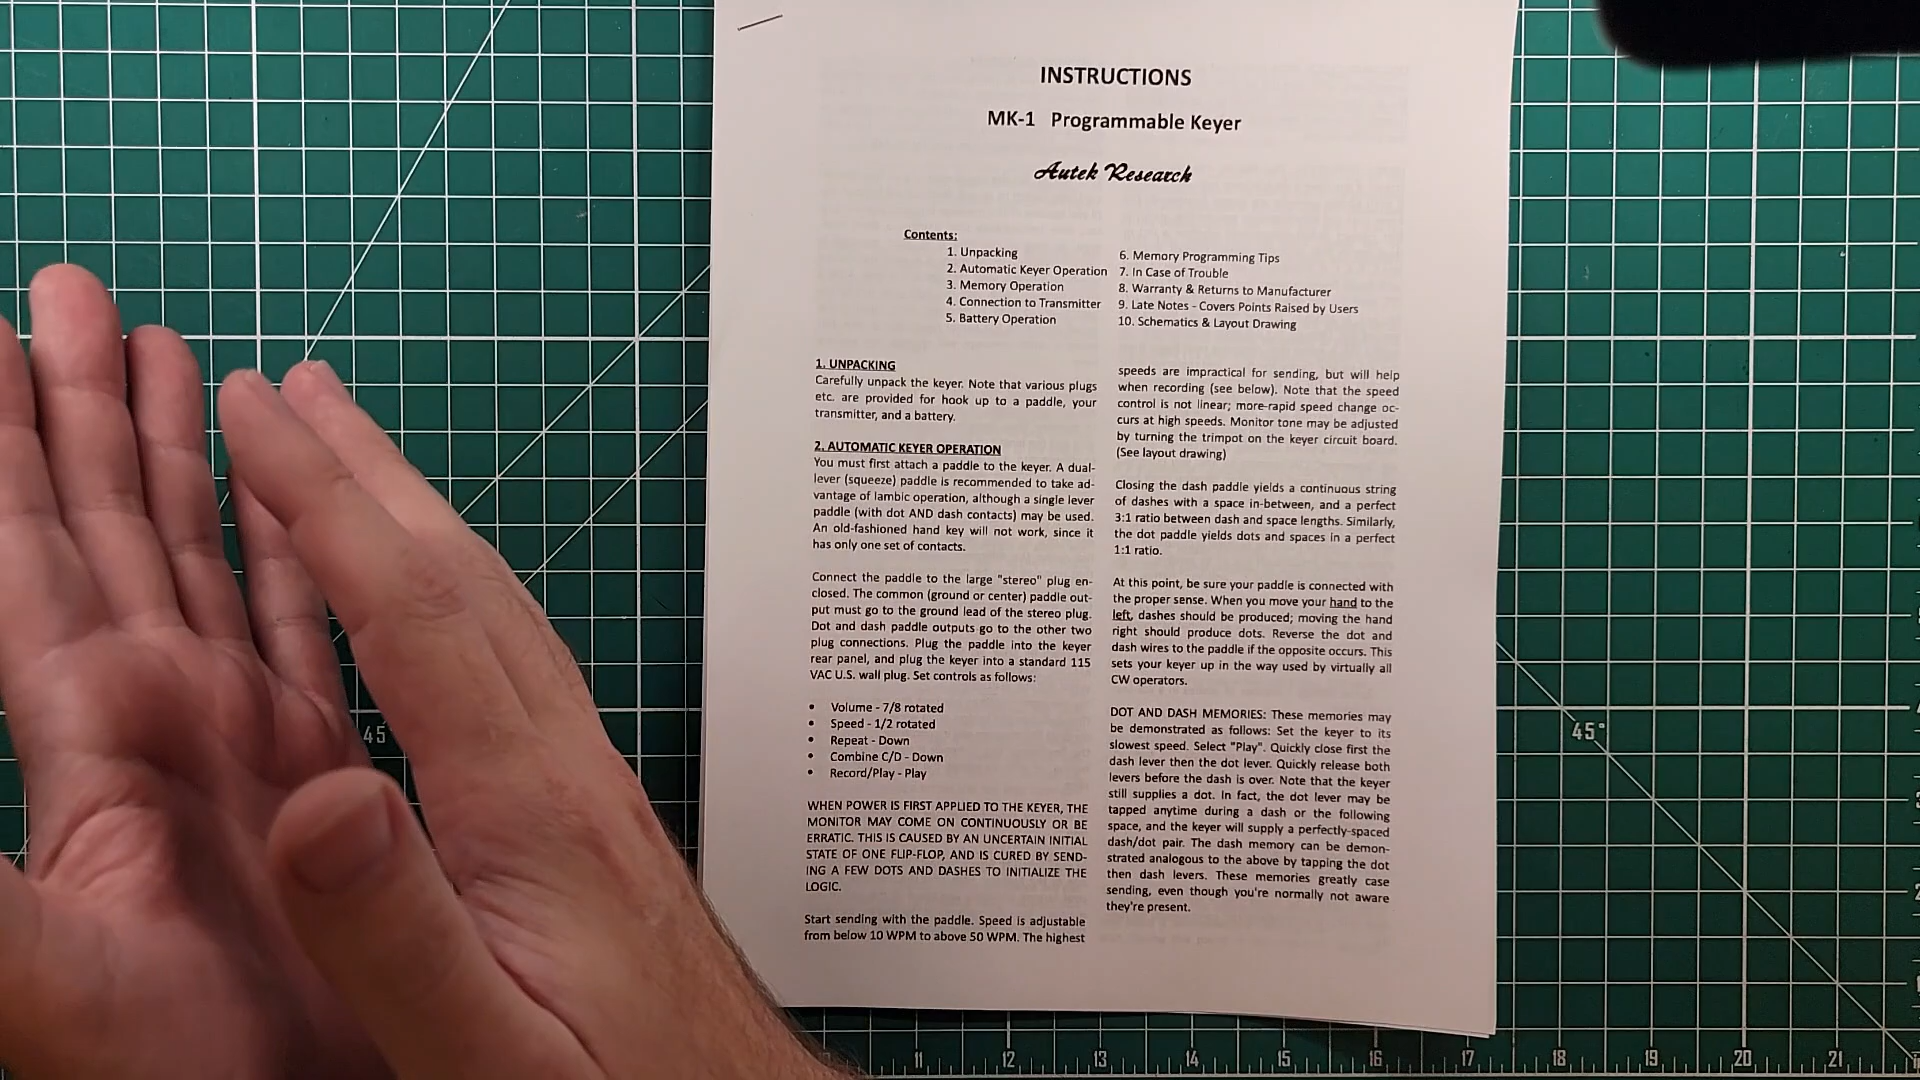 INSTRUCTIONS
MK-1 Programmable Keyer
Autek Research
Contents:
1. Unpacking
2. Automatic Keyer Operation
3. Memory Operation
4. Connection to Transmitter
5. Battery Operation
6. Memory Programming Tips
7. In Case of Trouble
8. Warranty & Returns to Manufacturer
9. Late Notes - Covers Points Raised by Users
10. Schematics & Layout Drawing
1. UNPACKING
Carefully unpack the keyer. Note that various plugs
etc. are provided for hook up to a paddle, your
transmitter, and a battery.
2. AUTOMATIC KEYER OPERATION
You must first attach a paddle to the keyer. A dual-
lever (squeeze) paddle is recommended to take ad-
vantage of Iambic operation, although a single lever
paddle (with dot AND dash contacts) may be used.
An old-fashioned hand key will not work, since it
has only one set of contacts.
Connect the paddle to the large "stereo" plug en-
closed. The common (ground or center) paddle out-
put must go to the ground lead of the stereo plug.
Dot and dash paddle outputs go to the other two
plug connections. Plug the paddle into the keyer
rear panel, and plug the keyer into a standard 115
VAC U.S. wall plug. Set controls as follows:
• Volume - 7/8 rotated
• Speed - 1/2 rotated
• Repeat - Down
• Combine C/D - Down
• Record/Play - Play
WHEN POWER IS FIRST APPLIED TO THE KEYER, THE
MONITOR MAY COME ON CONTINUOUSLY OR BE
ERRATIC. THIS IS CAUSED BY AN UNCERTAIN INITIAL
STATE OF ONE FLIP-FLOP, AND IS CURED BY SEND-
ING A FEW DOTS AND DASHES TO INITIALIZE THE
LOGIC.
Start sending with the paddle. Speed is adjustable
from below 10 WPM to above 50 WPM. The highest
speeds are impractical for sending, but will help
when recording (see below). Note that the speed
control is not linear; more-rapid speed change oc-
curs at high speeds. Monitor tone may be adjusted
by turning the trimpot on the keyer circuit board.
(See layout drawing)
Closing the dash paddle yields a continuous string
of dashes with a space in-between, and a perfect
3:1 ratio between dash and space lengths. Similarly,
the dot paddle yields dots and spaces in a perfect
1:1 ratio.
At this point, be sure your paddle is connected with
the proper sense. When you move your hand to the
left, dashes should be produced; moving the hand
right should produce dots. Reverse the dot and
dash wires to the paddle if the opposite occurs. This
sets your keyer up in the way used by virtually all
CW operators.
DOT AND DASH MEMORIES: These memories may
be demonstrated as follows: Set the keyer to its
slowest speed. Select "Play". Quickly close first the
dash lever then the dot lever. Quickly release both
levers before the dash is over. Note that the keyer
still supplies a dot. In fact, the dot lever may be
tapped anytime during a dash or the following
space, and the keyer will supply a perfectly-spaced
dash/dot pair. The dash memory can be demon-
strated analogous to the above by tapping the dot
then dash levers. These memories greatly case
sending, even though you're normally not aware
they're present.
45
45°
11 12 13 14 15 16 17 18 19 20 21